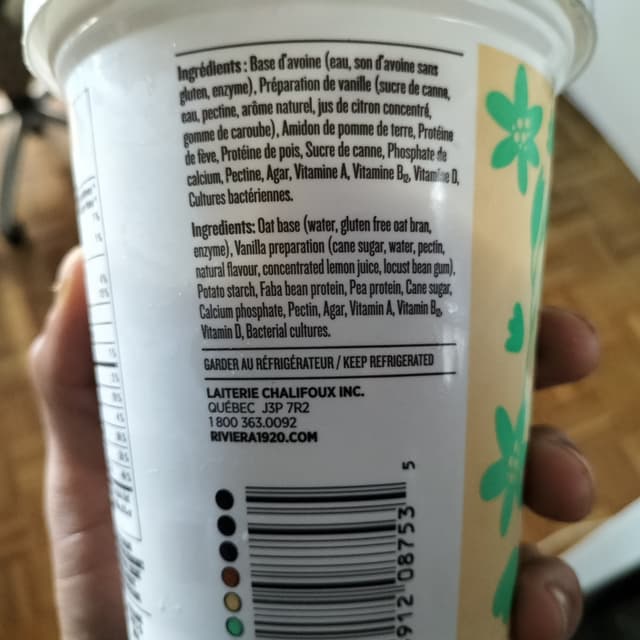 Ingrédients : Base d'avoine (eau, son d'avoine sans
gluten, enzyme), Préparation de vanille (sucre de canne,
eau, pectine, arôme naturel, jus de citron concentré,
gomme de caroube), Amidon de pomme de terre, Protéine
de fève, Protéine de pois, Sucre de canne, Phosphate de
calcium, Pectine, Agar, Vitamine A, Vitamine B12, Vitamine D,
Cultures bactériennes.
Ingredients: Oat base (water, gluten free oat bran,
enzyme), Vanilla preparation (cane sugar, water, pectin,
natural flavour, concentrated lemon juice, locust bean gum),
Potato starch, Faba bean protein, Pea protein, Cane sugar,
Calcium phosphate, Pectin, Agar, Vitamin A, Vitamin B12,
Vitamin D, Bacterial cultures.
GARDER AU RÉFRIGÉRATEUR / KEEP REFRIGERATED
LAITERIE CHALIFOUX INC.
QUÉBEC J3P 7R2
1 800 363.0092
RIVIERA1920.COM
912 08753 5